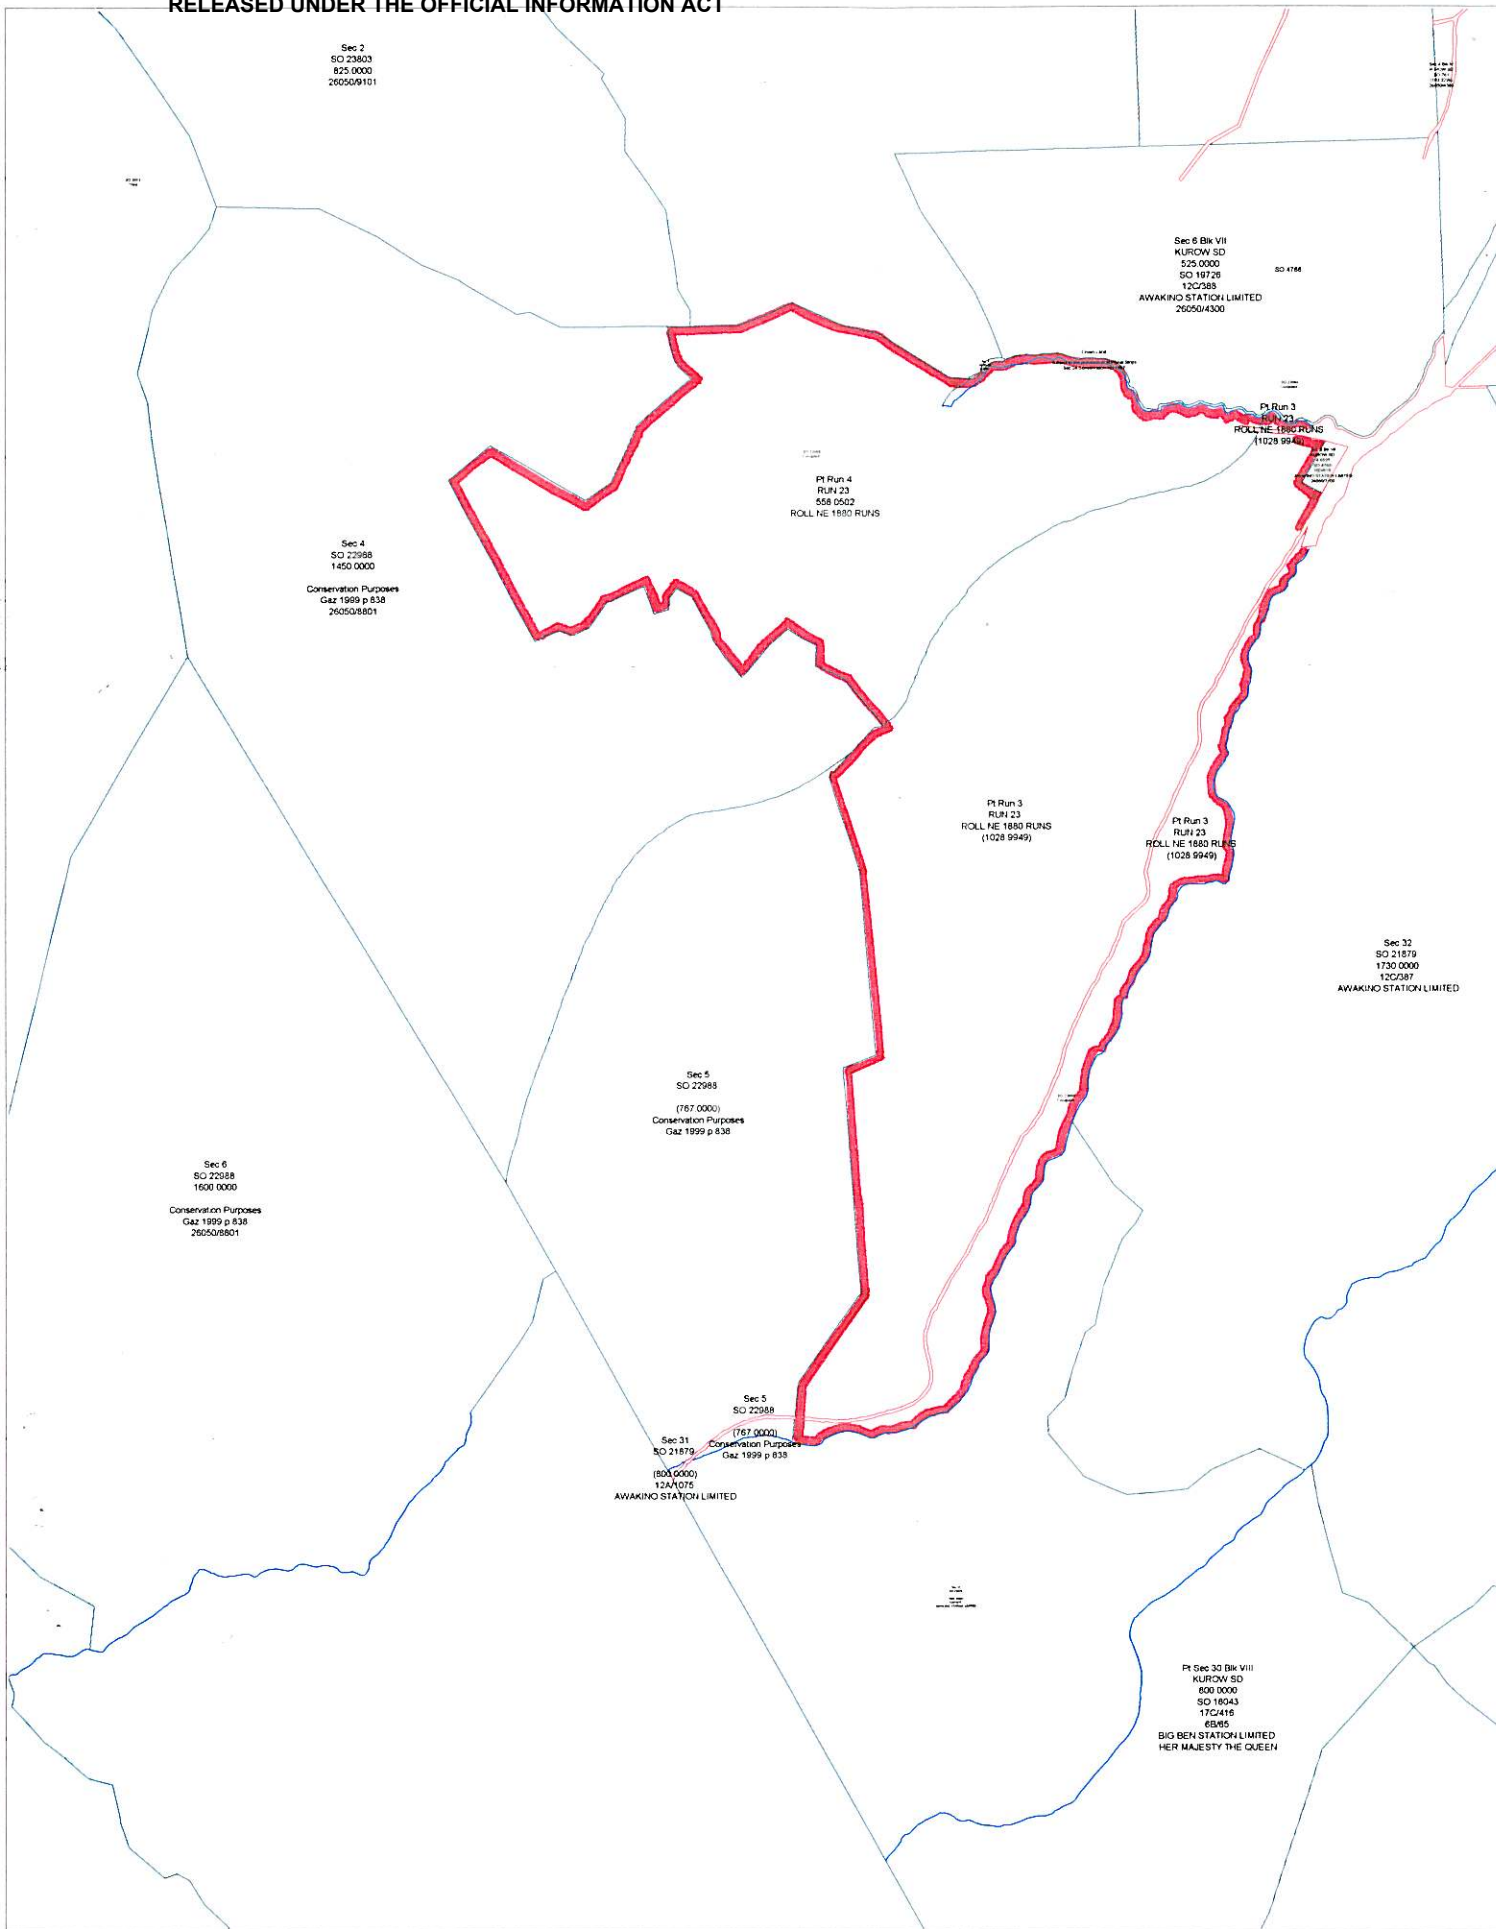 RELEASED UNDER THE OFFICIAL INFORMATION ACT
Sec 2
SO 23803
825.0000
26050/9101
Sec 6 Blk VII
KUROW SD
525.0000
SO 19726
12C/388
AWAKINO STATION LIMITED
26050/4300
SO 4766
Pt Run 3
RUN 23
ROLL NE 1880 RUNS
(1028 9949)
Pt Run 4
RUN 23
558 0502
ROLL NE 1880 RUNS
Sec 4
SO 22988
1450 0000
Conservation Purposes
Gaz 1999 p 838
26050/8801
Pt Run 3
RUN 23
ROLL NE 1880 RUNS
(1028 9949)
Pt Run 3
RUN 23
ROLL NE 1880 RUNS
(1028 9949)
Sec 32
SO 21879
1730 0000
12C/387
AWAKINO STATION LIMITED
Sec 5
SO 22988
(767 0000)
Conservation Purposes
Gaz 1999 p 838
Sec 6
SO 22988
1600 0000
Conservation Purposes
Gaz 1999 p 838
26050/8801
Sec 5
SO 22988
(767 0000)
Conservation Purposes
Gaz 1999 p 838
Sec 31
SO 21879
(800 0000)
12A/1075
AWAKINO STATION LIMITED
Pt Sec 30 Blk VIII
KUROW SD
800 0000
SO 16043
17C/416
6B/65
BIG BEN STATION LIMITED
HER MAJESTY THE QUEEN